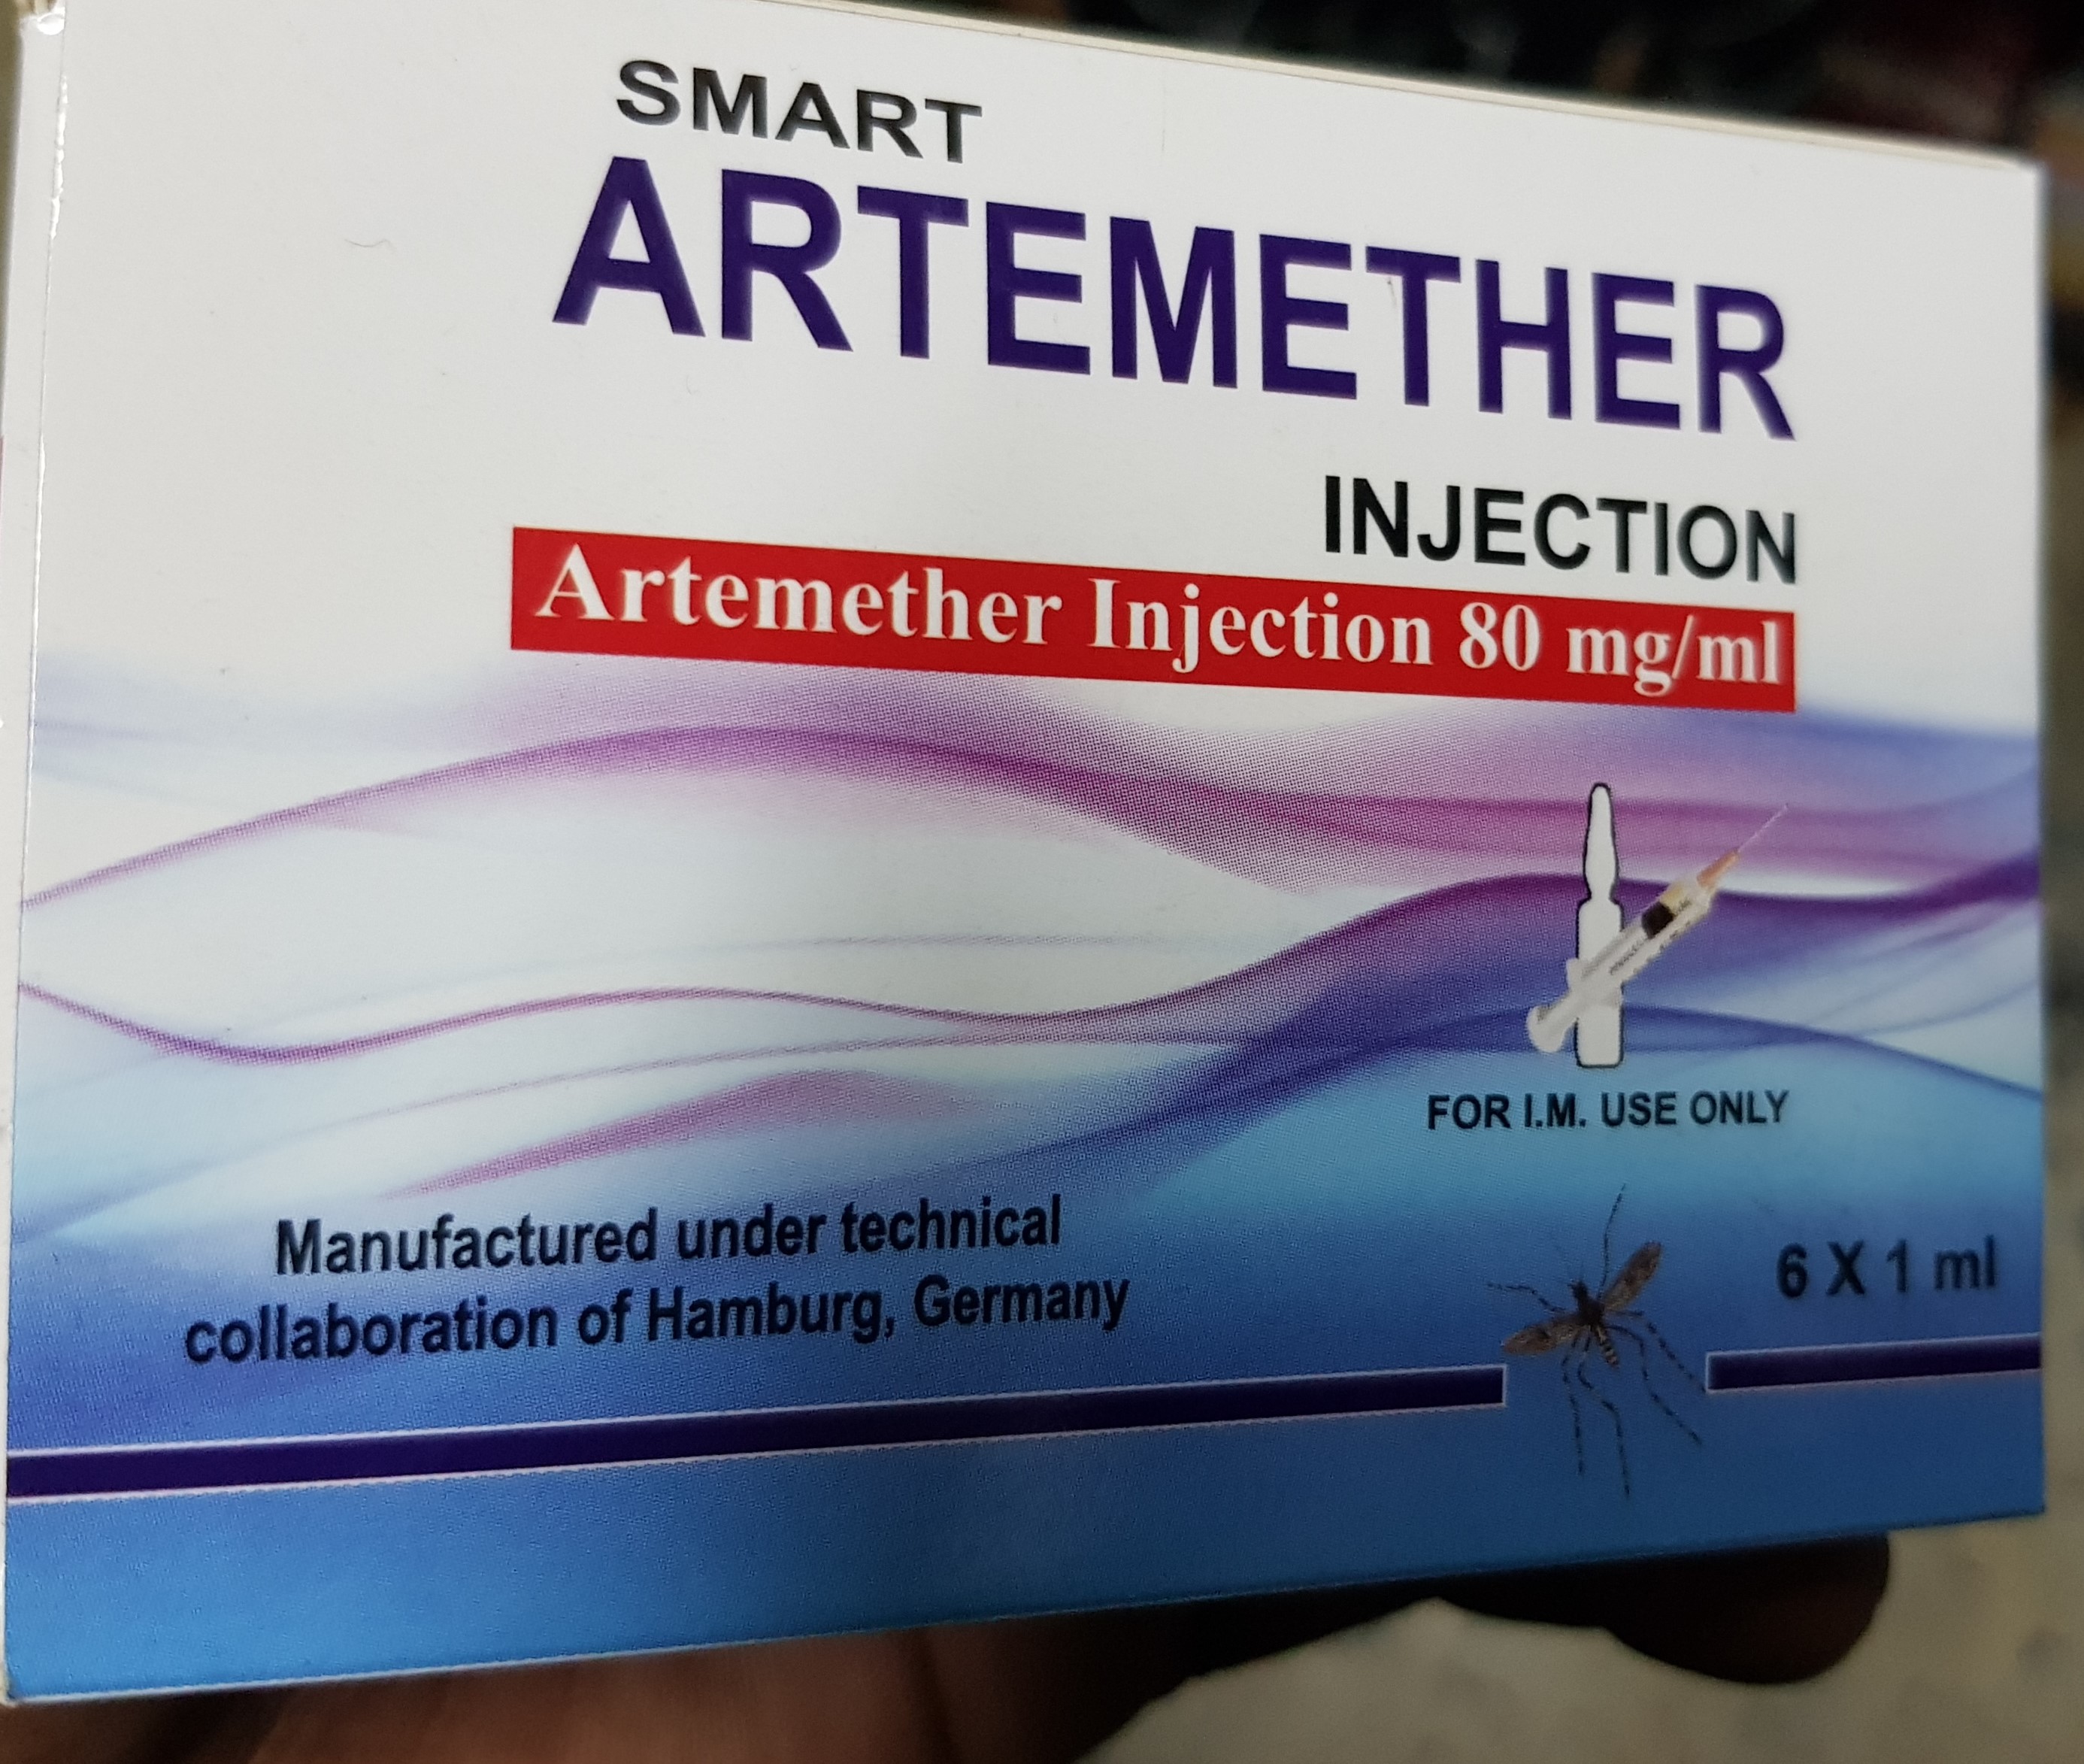 SMART
ARTEMETHER
INJECTION
Artemether Injection 80 mg/ml
FOR I.M. USE ONLY
Manufactured under technical
collaboration of Hamburg, Germany
6 X 1 ml